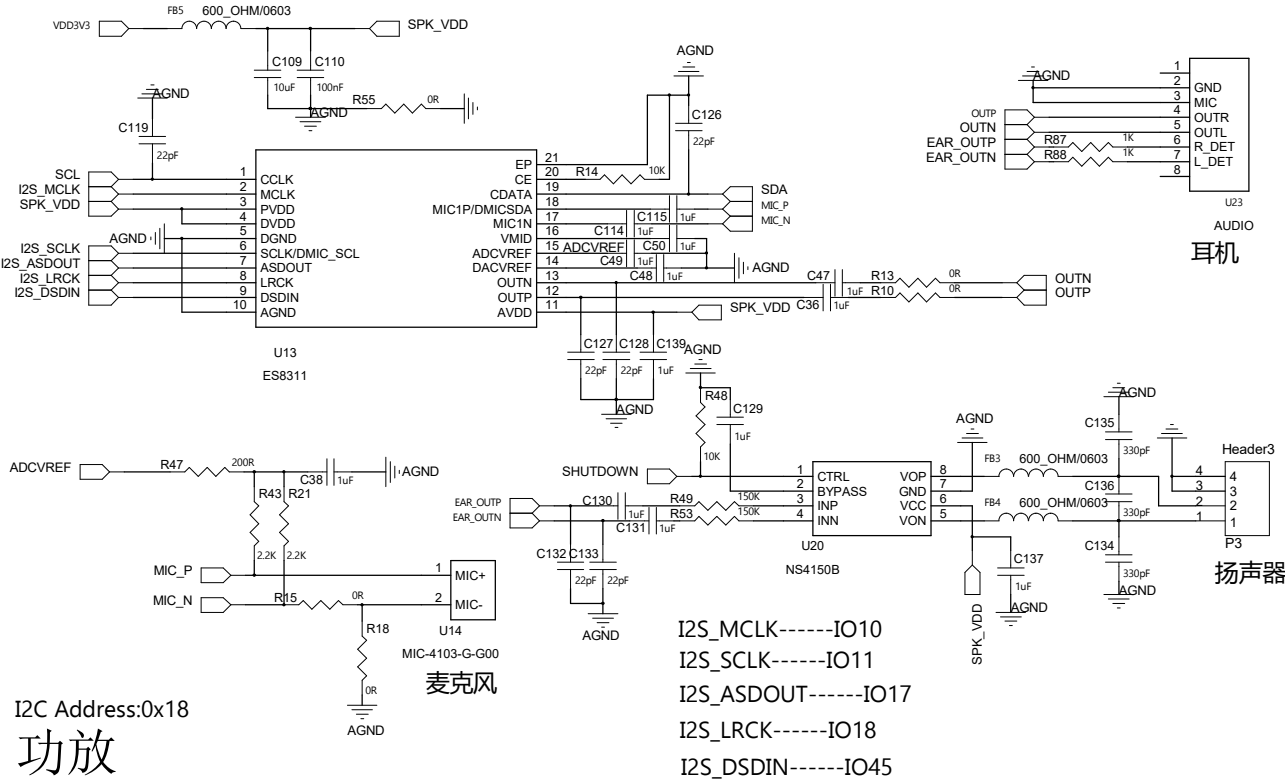 FB5 600_OHM/0603
VDD3V3
SPK_VDD
C109
10uF
C110
100nF
R55 0R
AGND
AGND
C119
22pF
AGND
C126
22pF
SCL
I2S_MCLK
SPK_VDD
AGND
I2S_SCLK
I2S_ASDOUT
I2S_LRCK
I2S_DSDIN
1 CCLK
2 MCLK
3 PVDD
4 DVDD
5 DGND
6 SCLK/DMIC_SCL
7 ASDOUT
8 LRCK
9 DSDIN
10 AGND
EP 21
CE 20
CDATA 19
MIC1P/DMICSDA 18
MIC1N 17
VMID 16
ADCVREF 15
DACVREF 14
OUTN 13
OUTP 12
AVDD 11
U13
ES8311
R14 10K
SDA
MIC_P
MIC_N
C115 1uF
C114 1uF
C50 1uF
ADCVREF
C49 1uF
C48 1uF
AGND
C47 1uF
R13 0R
OUTN
C36 1uF
R10 0R
OUTP
SPK_VDD
C127 22pF
C128 22pF
C139 1uF
AGND
AGND
OUTP
OUTN
EAR_OUTP
EAR_OUTN
R87 1K
R88 1K
1
2 GND
3 MIC
4 OUTR
5 OUTL
6 R_DET
7 L_DET
8
U23
AUDIO
耳机
AGND
R48
10K
C129
1uF
SHUTDOWN
EAR_OUTP
EAR_OUTN
C130 1uF
C131 1uF
R49 150K
R53 150K
C132 22pF
C133 22pF
AGND
1 CTRL
2 BYPASS
3 INP
4 INN
VOP 8
GND 7
VCC 6
VON 5
U20
NS4150B
AGND
FB3 600_OHM/0603
FB4 600_OHM/0603
SPK_VDD
C137
1uF
AGND
AGND
C135
330pF
C136
330pF
C134
330pF
AGND
Header3
4 4
3 3
2 2
1 1
P3
扬声器
ADCVREF
R47 200R
C38 1uF
AGND
R43 2.2K
R21 2.2K
MIC_P
MIC_N
R15 0R
R18
0R
AGND
1 MIC+
2 MIC-
U14
MIC-4103-G-G00
麦克风
I2C Address:0x18
功放
I2S_MCLK------IO10
I2S_SCLK------IO11
I2S_ASDOUT------IO17
I2S_LRCK------IO18
I2S_DSDIN------IO45